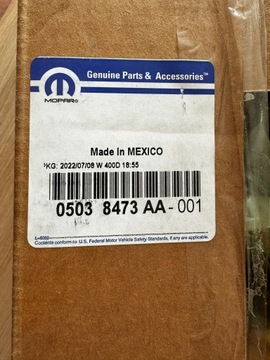 Genuine Parts & Accessories™
MOPAR®
Made In MEXICO
PKG: 2022/07/08 W 400D 18:55
0503 8473 AA - 001
Contents conform to U.S. Federal Motor Vehicle Safety Standards, if any are applicable.